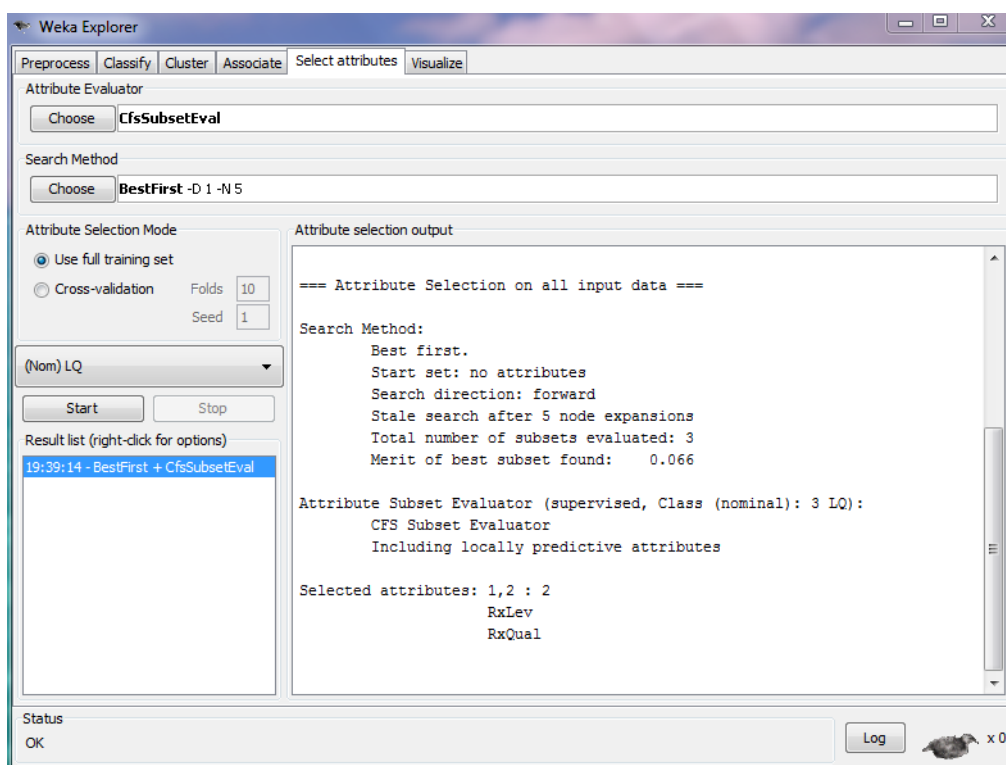 Weka Explorer
Preprocess Classify Cluster Associate Select attributes Visualize
Attribute Evaluator
Choose CfsSubsetEval
Search Method
Choose BestFirst -D 1 -N 5
Attribute Selection Mode
Use full training set
Cross-validation Folds 10
Seed 1
(Nom) LQ
Start Stop
Result list (right-click for options)
19:39:14 - BestFirst + CfsSubsetEval
Attribute selection output
=== Attribute Selection on all input data ===
Search Method:
Best first.
Start set: no attributes
Search direction: forward
Stale search after 5 node expansions
Total number of subsets evaluated: 3
Merit of best subset found: 0.066
Attribute Subset Evaluator (supervised, Class (nominal): 3 LQ):
CFS Subset Evaluator
Including locally predictive attributes
Selected attributes: 1,2 : 2
RxLev
RxQual
Status
OK
Log x 0